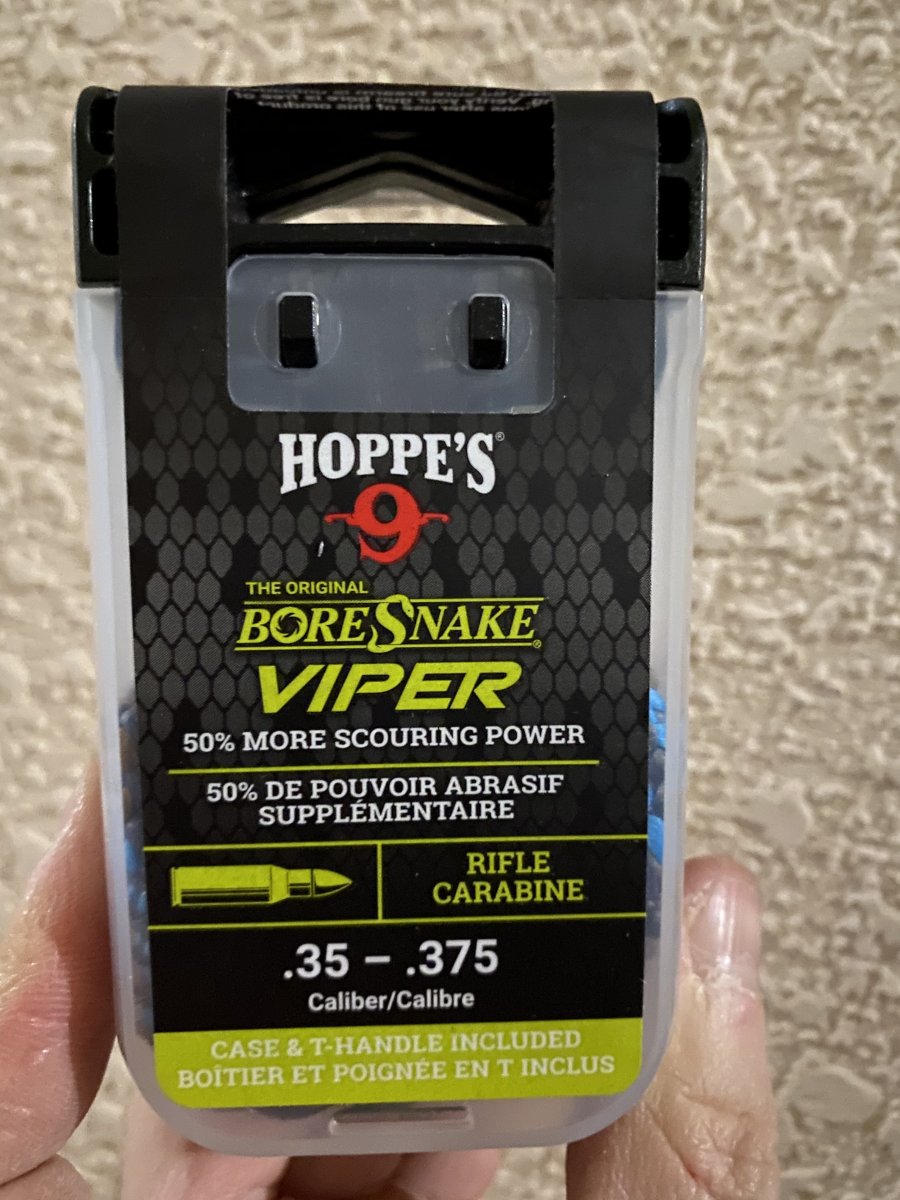 HOPPE'S®
9
THE ORIGINAL
BORESNAKE®
VIPER
50% MORE SCOURING POWER
50% DE POUVOIR ABRASIF
SUPPLÉMENTAIRE
RIFLE
CARABINE
.35 – .375
Caliber/Calibre
CASE & T-HANDLE INCLUDED
BOÎTIER ET POIGNÉE EN T INCLUS